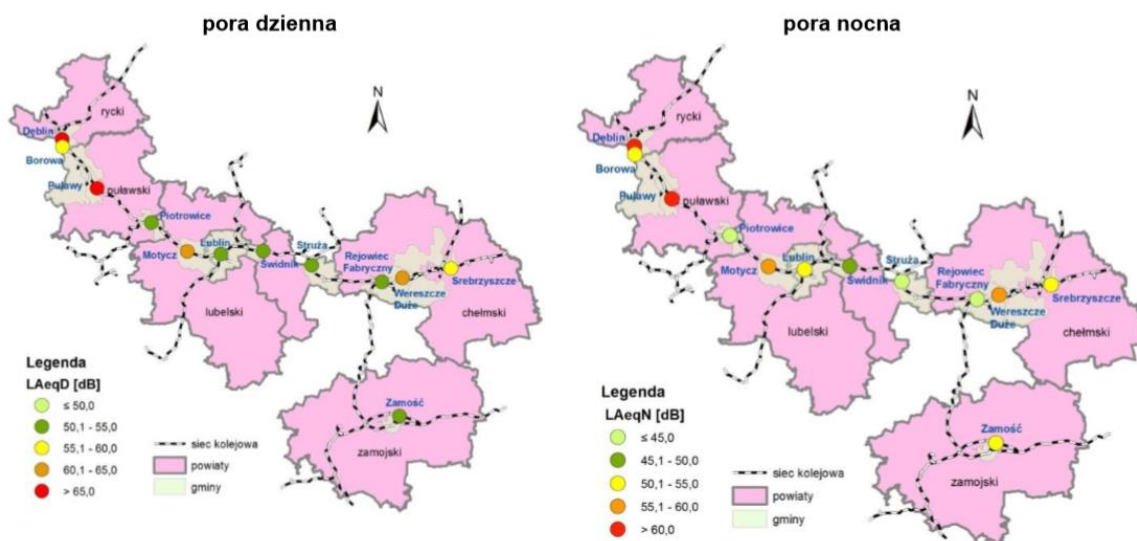 pora dzienna
N
rycki
Dęblin
Borowa
Puławy
puławski
Piotrowice
Motycz
Lublin
Świdnik
Struża
Rejowiec
Fabryczny
Wereszcze
Duże
Srebrzyszcze
lubelski
chełmski
Zamość
zamojski
Legenda
LAeqD [dB]
≤ 50,0
50,1 - 55,0
55,1 - 60,0
60,1 - 65,0
> 65,0
siec kolejowa
powiaty
gminy
pora nocna
N
rycki
Dęblin
Borowa
Puławy
puławski
Piotrowice
Motycz
Lublin
Świdnik
Struża
Rejowiec
Fabryczny
Wereszcze
Duże
Srebrzyszcze
lubelski
chełmski
Zamość
zamojski
Legenda
LAeqN [dB]
≤ 45,0
45,1 - 50,0
50,1 - 55,0
55,1 - 60,0
> 60,0
siec kolejowa
powiaty
gminy